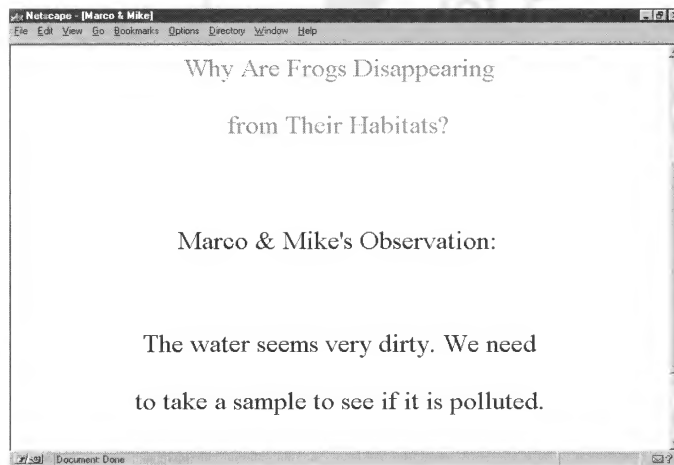 Netscape - [Marco & Mike]
File Edit View Go Bookmarks Options Directory Window Help
Why Are Frogs Disappearing
from Their Habitats?
Marco & Mike's Observation:
The water seems very dirty. We need
to take a sample to see if it is polluted.
Document: Done